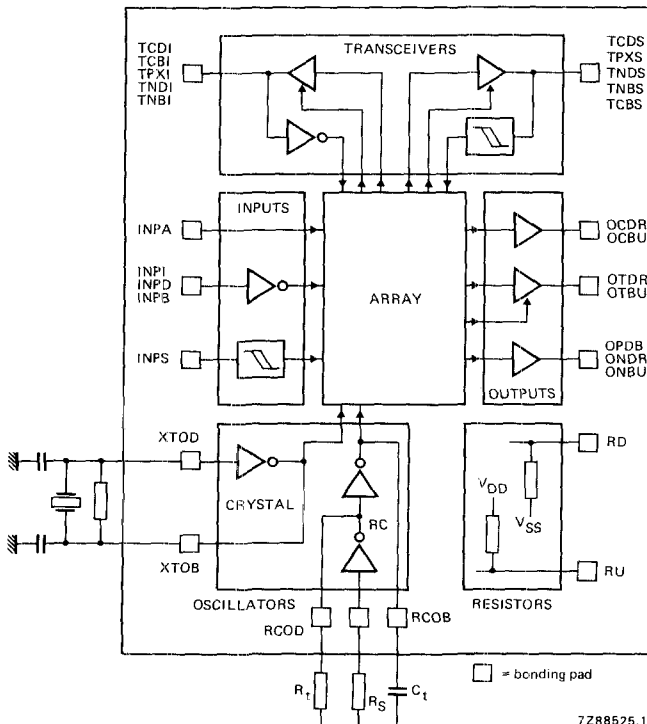 TRANSCEIVERS
TCDI
TCBI
TPXI
TNDI
TNBI
TCDS
TPXS
TNDS
TNBS
TCBS
INPUTS
INPA
INPI
INPD
INPB
INPS
ARRAY
OCDR
OCBU
OTDR
OTBU
OPDB
ONDR
ONBU
OUTPUTS
XTOD
CRYSTAL
XTOB
RC
OSCILLATORS
RCOD
RCOB
RD
VDD
VSS
RU
RESISTORS
Rt
RS
Ct
= bonding pad
7Z88525.1